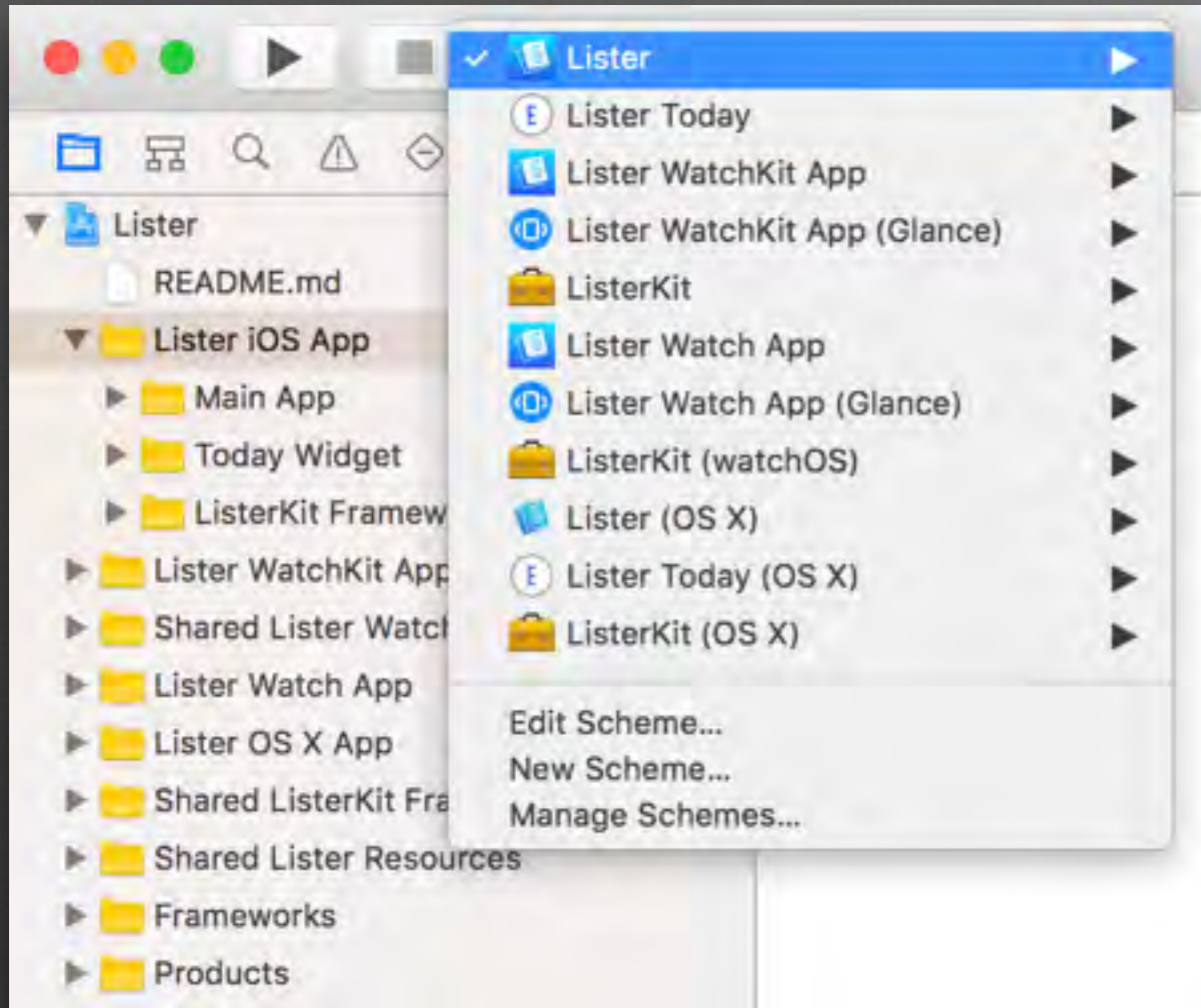 Lister
Lister Today
Lister WatchKit App
Lister WatchKit App (Glance)
ListerKit
Lister Watch App
Lister Watch App (Glance)
ListerKit (watchOS)
Lister (OS X)
Lister Today (OS X)
ListerKit (OS X)
Edit Scheme...
New Scheme...
Manage Schemes...
Lister
README.md
Lister iOS App
Main App
Today Widget
ListerKit Framew
Lister WatchKit App
Shared Lister Watch
Lister Watch App
Lister OS X App
Shared ListerKit Fra
Shared Lister Resources
Frameworks
Products